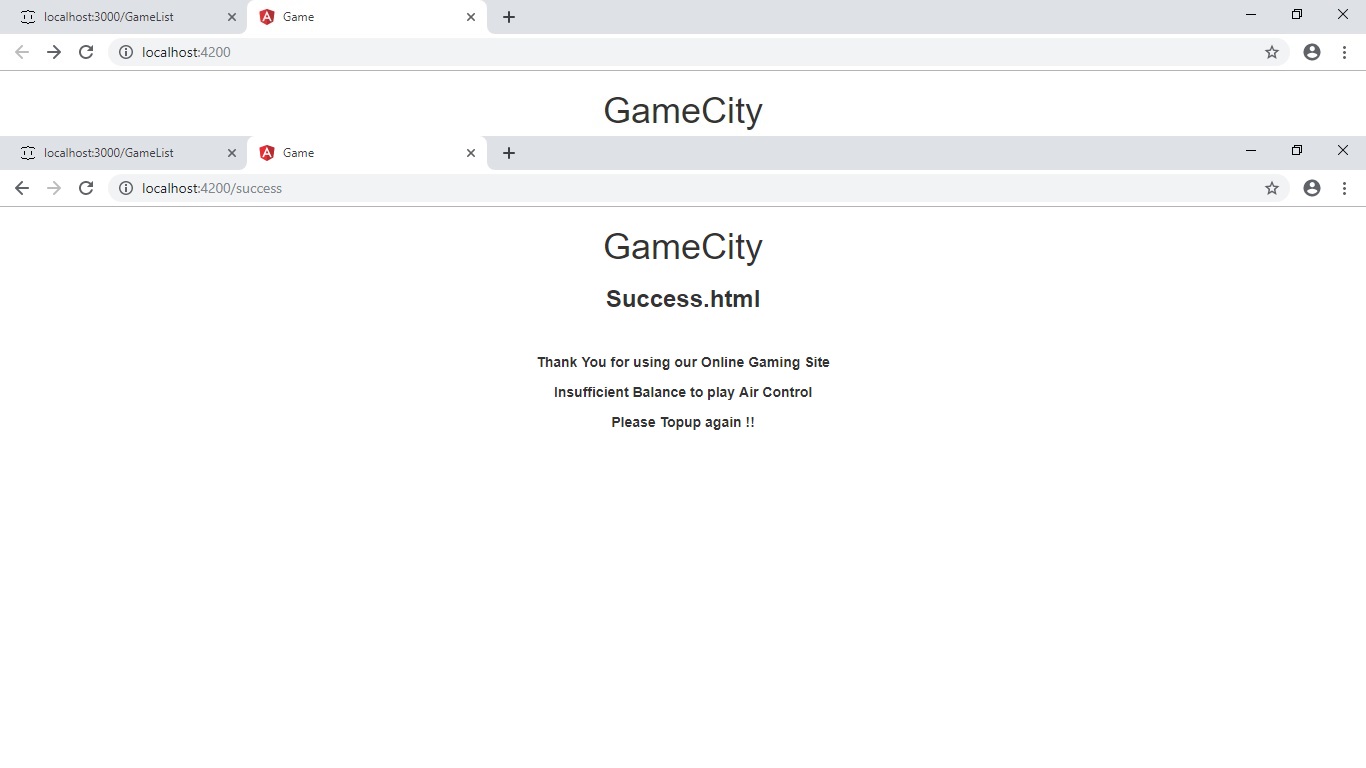 localhost:3000/GameList
Game
localhost:4200
GameCity
localhost:3000/GameList
Game
localhost:4200/success
GameCity
Success.html
Thank You for using our Online Gaming Site
Insufficient Balance to play Air Control
Please Topup again !!